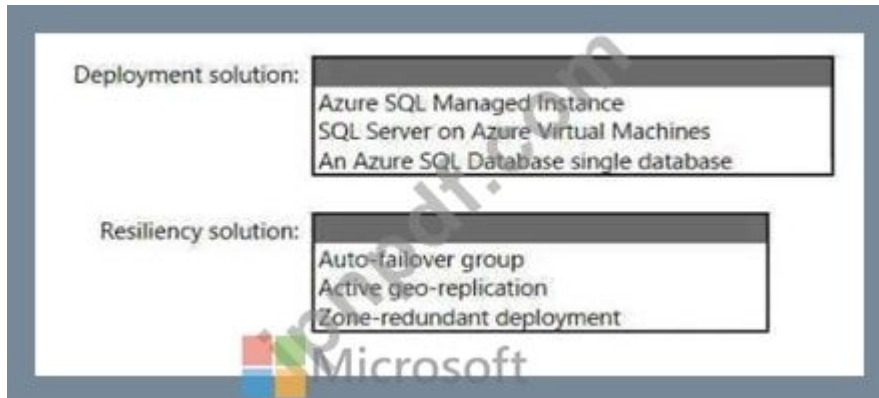 Deployment solution:
Azure SQL Managed Instance
SQL Server on Azure Virtual Machines
An Azure SQL Database single database
Resiliency solution:
Auto-failover group
Active geo-replication
Zone-redundant deployment
Microsoft